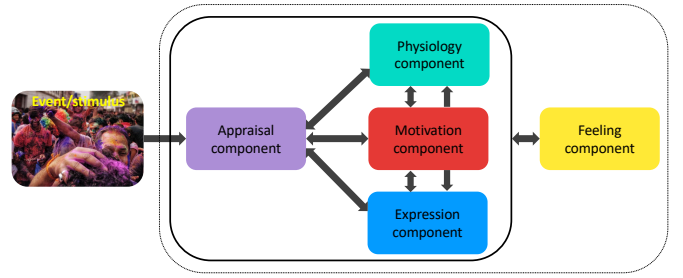 Event/stimulus
Appraisal
component
Physiology
component
Motivation
component
Expression
component
Feeling
component